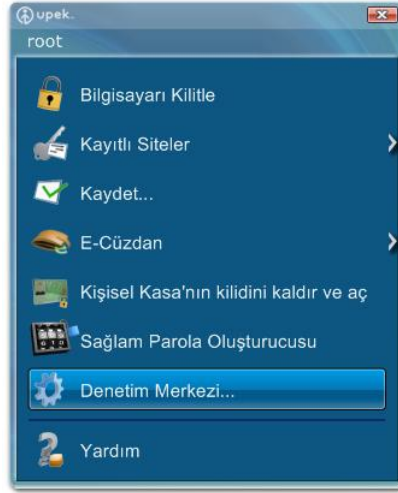 upek.
root
Bilgisayarı Kilitle
Kayıtlı Siteler
Kaydet...
E-Cüzdan
Kişisel Kasa'nın kilidini kaldır ve aç
Sağlam Parola Oluşturucusu
Denetim Merkezi...
Yardım